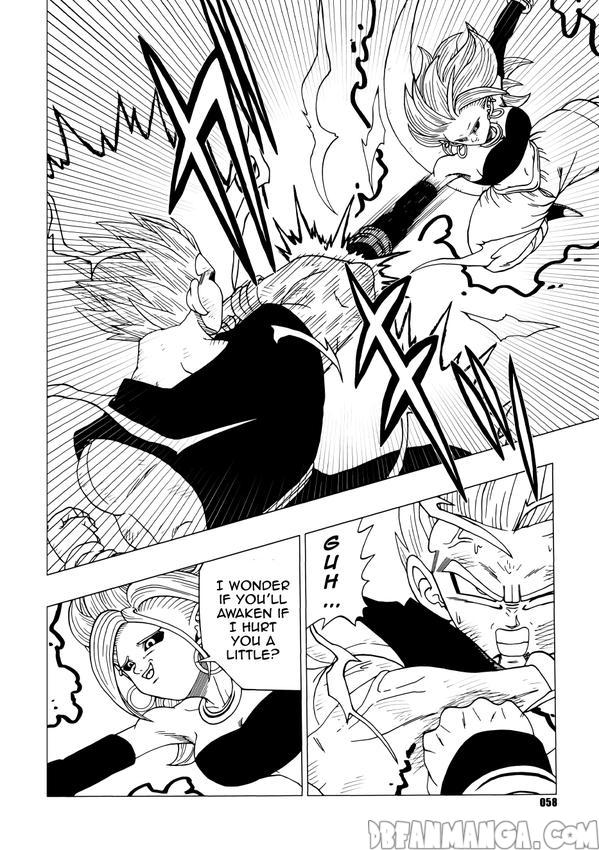 GUH...
I WONDER
IF YOU'LL
AWAKEN IF
I HURT
YOU A
LITTLE?
058
DBFANMANGA.COM